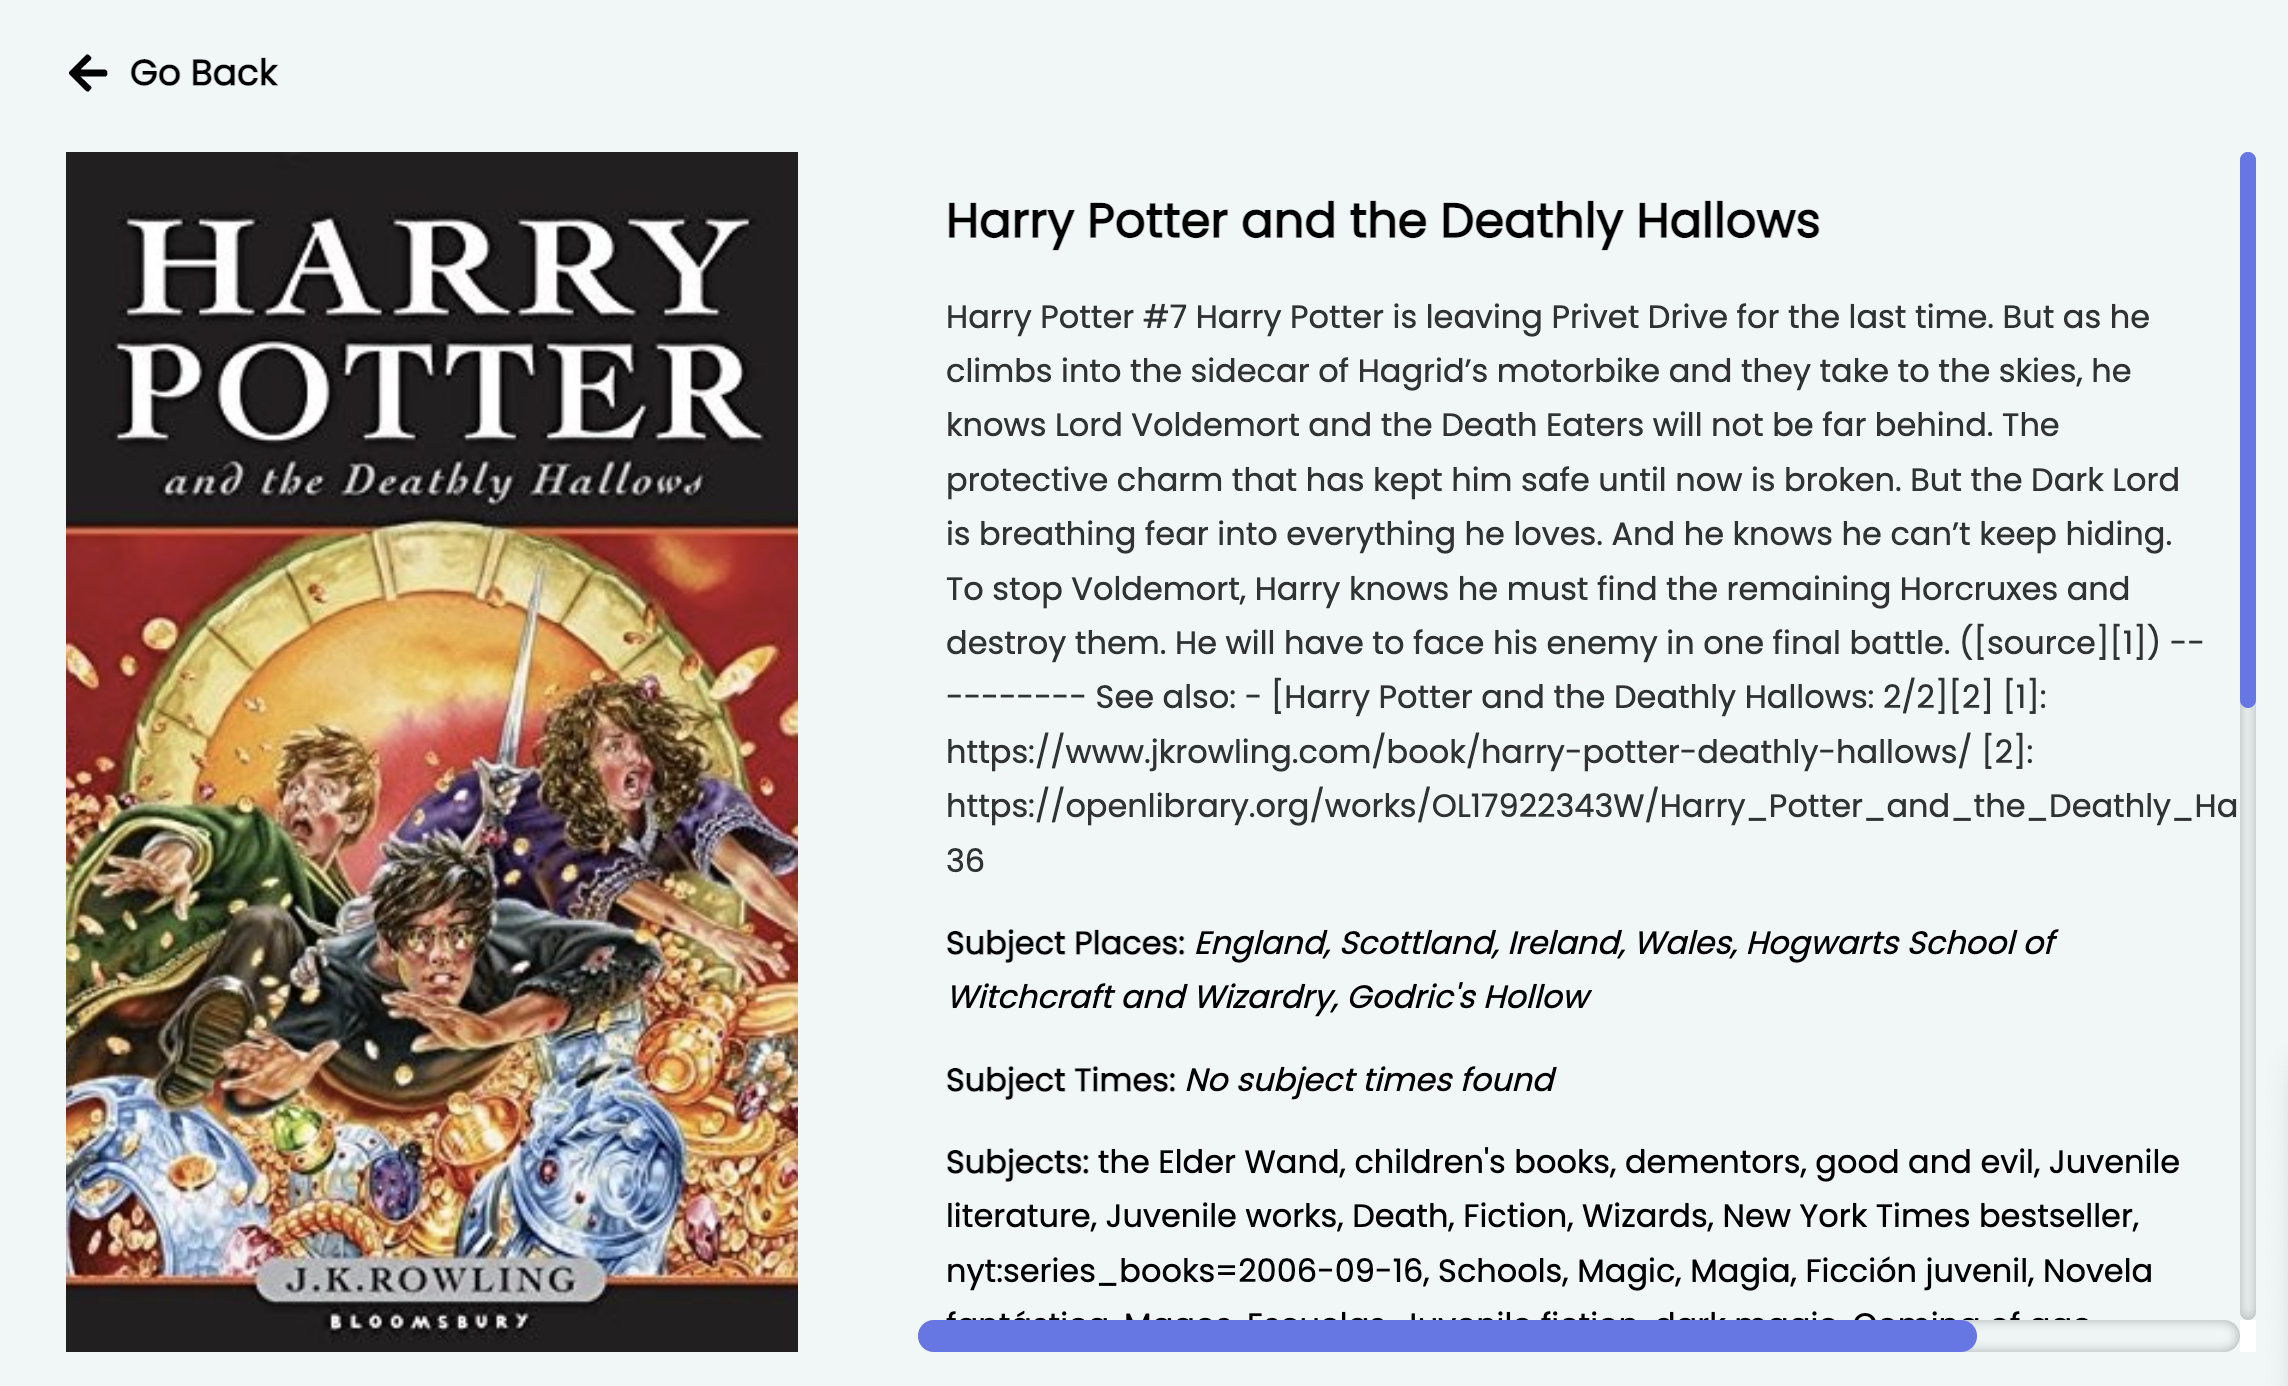 Go Back
HARRY
POTTER
and the Deathly Hallows
J.K.ROWLING
BLOOMSBURY
Harry Potter and the Deathly Hallows
Harry Potter #7 Harry Potter is leaving Privet Drive for the last time. But as he
climbs into the sidecar of Hagrid’s motorbike and they take to the skies, he
knows Lord Voldemort and the Death Eaters will not be far behind. The
protective charm that has kept him safe until now is broken. But the Dark Lord
is breathing fear into everything he loves. And he knows he can’t keep hiding.
To stop Voldemort, Harry knows he must find the remaining Horcruxes and
destroy them. He will have to face his enemy in one final battle. ([source][1]) --
-------- See also: - [Harry Potter and the Deathly Hallows: 2/2][2] [1]:
https://www.jkrowling.com/book/harry-potter-deathly-hallows/ [2]:
https://openlibrary.org/works/OL17922343W/Harry_Potter_and_the_Deathly_Ha
36
Subject Places: England, Scottland, Ireland, Wales, Hogwarts School of
Witchcraft and Wizardry, Godric's Hollow
Subject Times: No subject times found
Subjects: the Elder Wand, children's books, dementors, good and evil, Juvenile
literature, Juvenile works, Death, Fiction, Wizards, New York Times bestseller,
nyt:series_books=2006-09-16, Schools, Magic, Magia, Ficción juvenil, Novela
fantástica, Magos, Escuelas, Juvenile fiction, dark magic, Coming of age